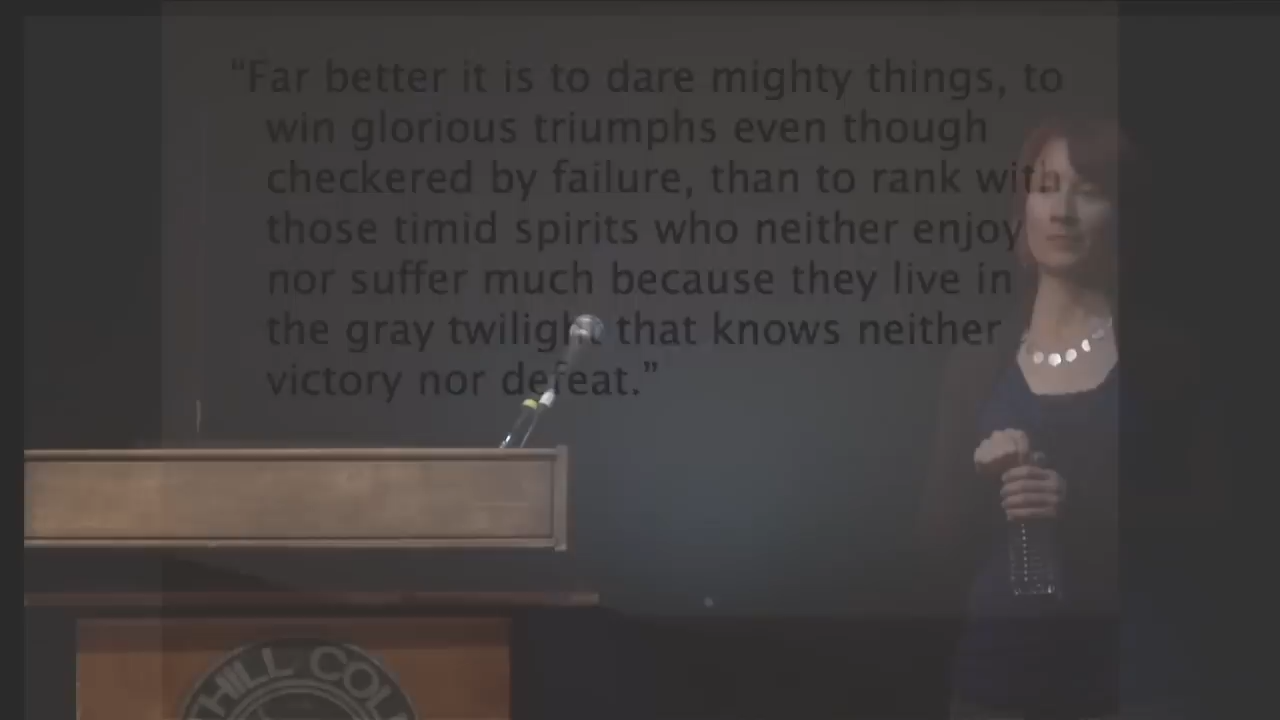 “Far better it is to dare mighty things, to
win glorious triumphs even though
checkered by failure, than to rank with
those timid spirits who neither enjoy
nor suffer much because they live in
the gray twilight that knows neither
victory nor defeat.”
HILL COL